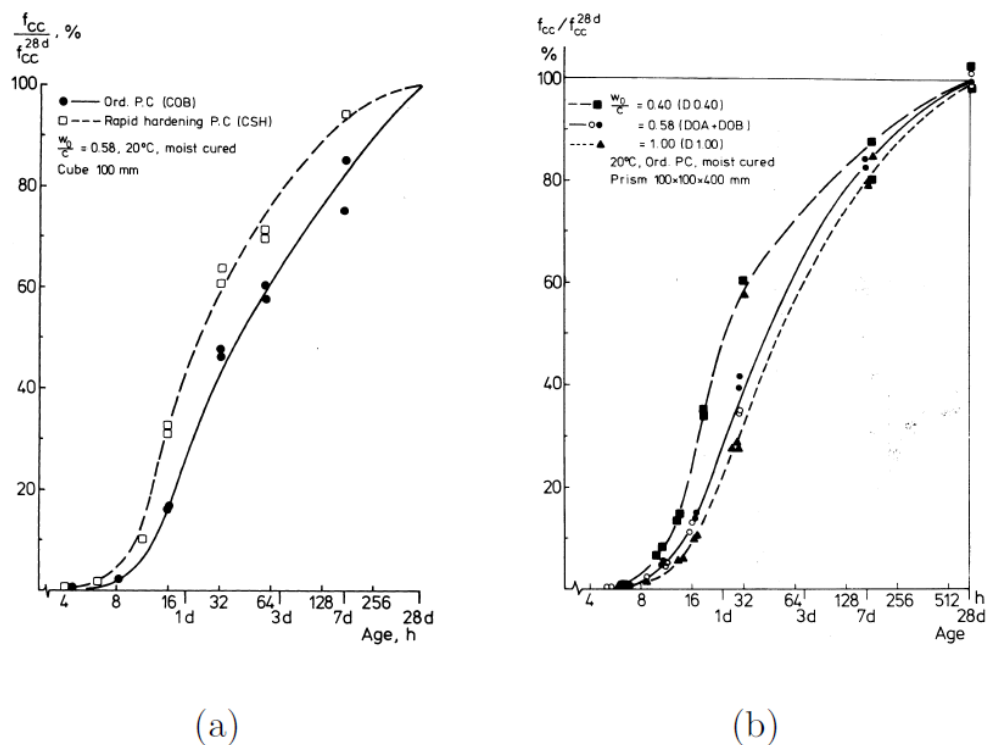 f_cc / f_cc^28d , %
100
80
60
40
20
● —— Ord. P.C (COB)
□ --- Rapid hardening P.C (CSH)
w_0/c = 0.58, 20°C, moist cured
Cube 100 mm
4 8 16 32 64 128 256
1d 3d 7d 28d
Age, h
(a)
f_cc / f_cc^28d
%
100
80
60
40
20
w_0/c = 0.40 (D 0.40)
= 0.58 (DOA+DOB)
= 1.00 (D 1.00)
20°C, Ord. PC, moist cured
Prism 100×100×400 mm
4 8 16 32 64 128 256 512 h
1d 3d 7d 28d
Age
(b)